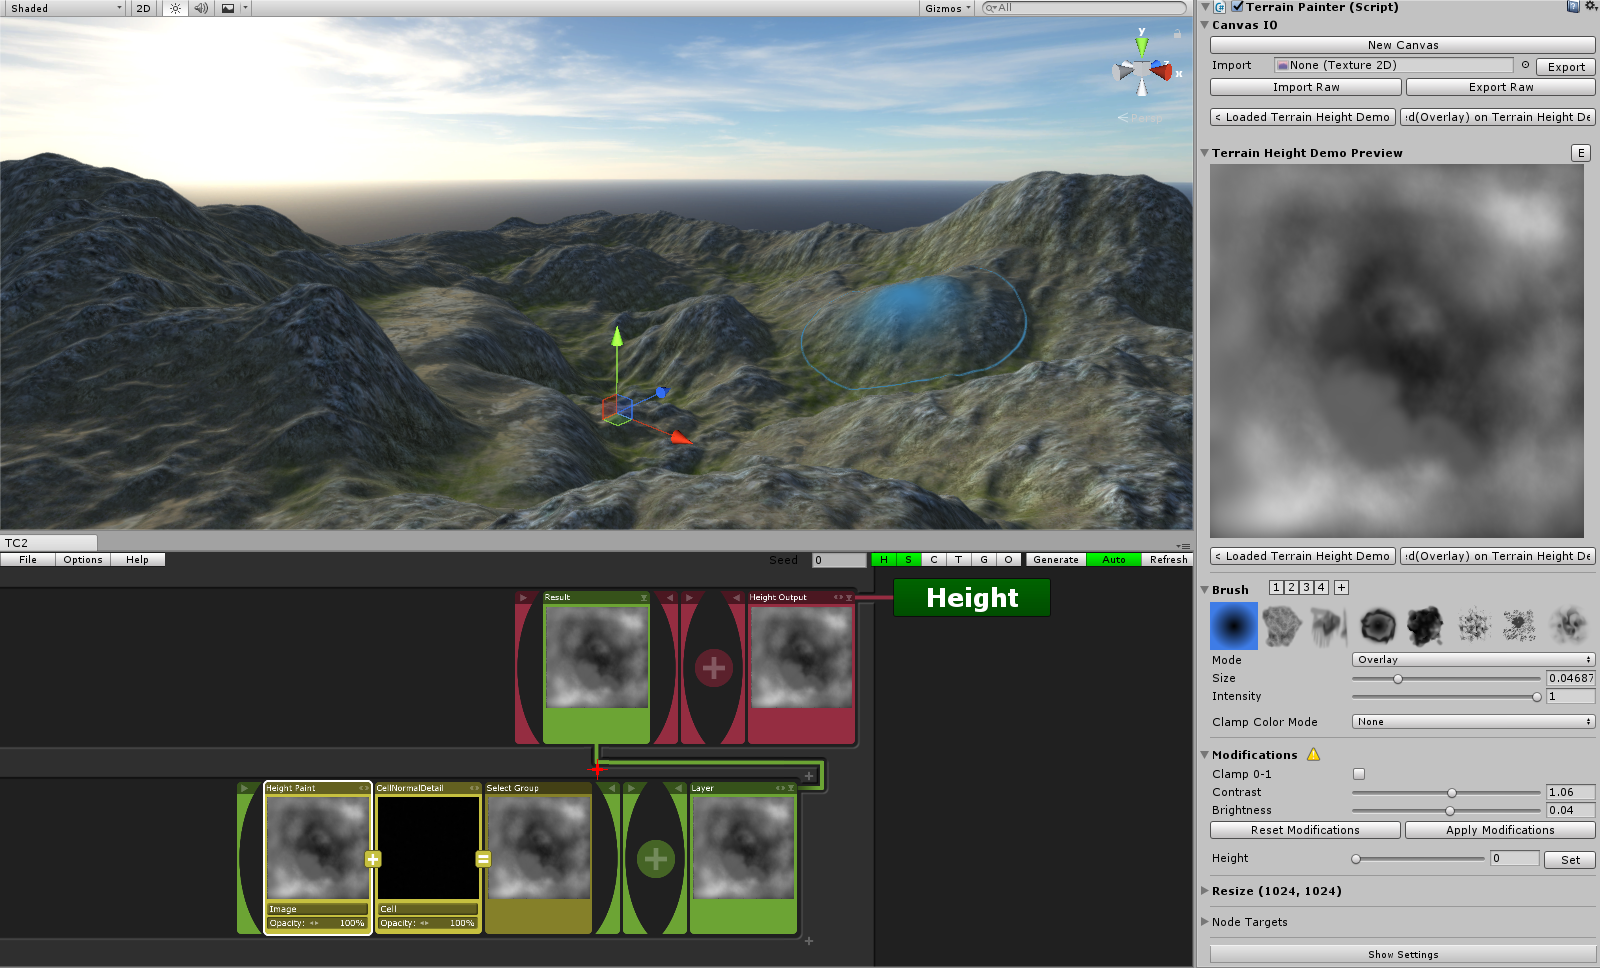 Shaded
2D
Gizmos
All
y
x
Persp
Terrain Painter (Script)
Canvas IO
New Canvas
Import
None (Texture 2D)
Export
Import Raw
Export Raw
< Loaded Terrain Height Demo
d(Overlay) on Terrain Height De
Terrain Height Demo Preview
E
< Loaded Terrain Height Demo
d(Overlay) on Terrain Height De
Brush
1 2 3 4 +
Mode
Overlay
Size
0.04687
Intensity
1
Clamp Color Mode
None
Modifications
Clamp 0-1
Contrast
1.06
Brightness
0.04
Reset Modifications
Apply Modifications
Height
0
Set
Resize (1024, 1024)
Node Targets
Show Settings
TC2
File
Options
Help
Seed
0
H S C T G O
Generate
Auto
Refresh
Result
Height Output
Height
Height Paint
CellNormalDetail
Select Group
Layer
Image
Opacity: 100%
Cell
Opacity: 100%